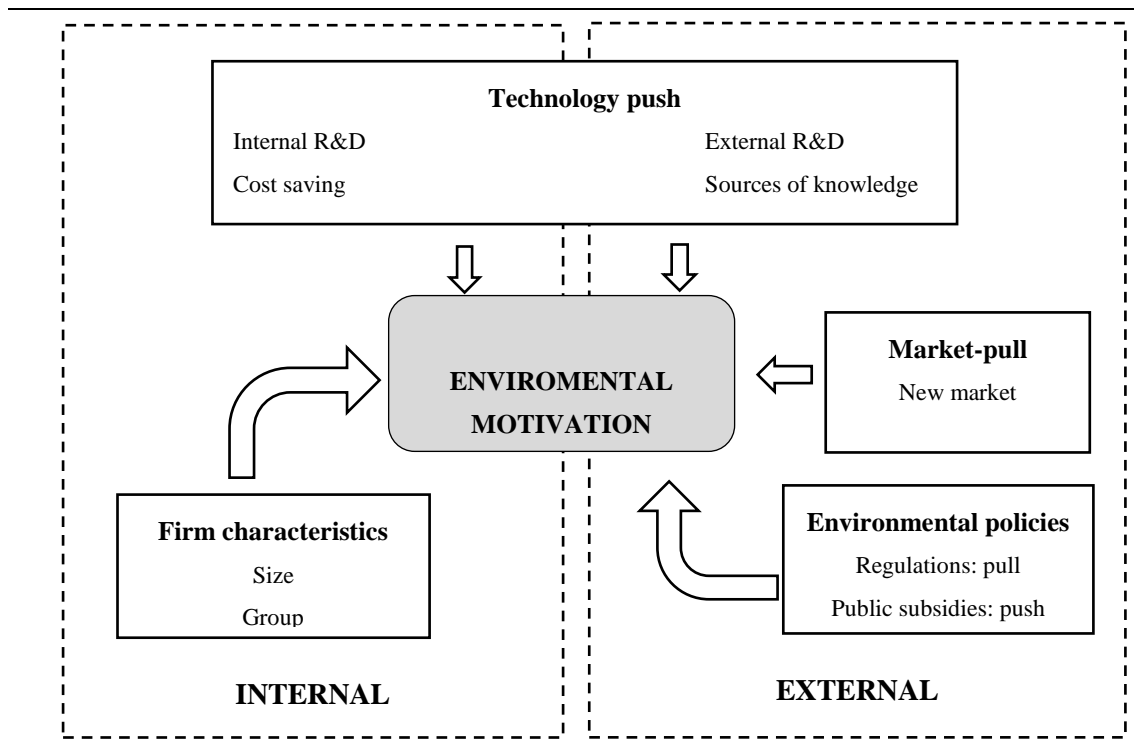 Technology push
Internal R&D
External R&D
Cost saving
Sources of knowledge
ENVIROMENTAL
MOTIVATION
Market-pull
New market
Firm characteristics
Size
Group
Environmental policies
Regulations: pull
Public subsidies: push
INTERNAL
EXTERNAL